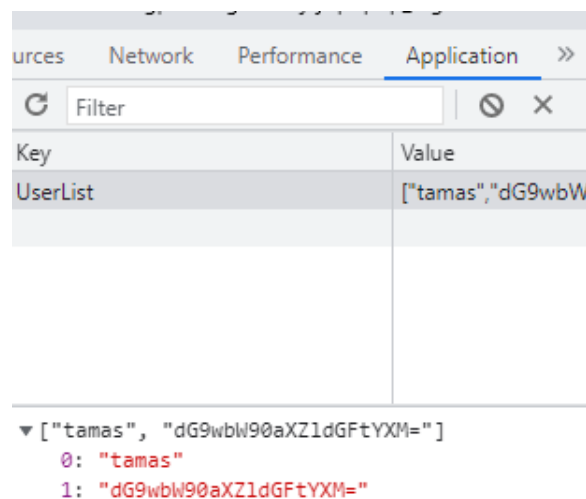 urces Network Performance Application »
Filter
Key Value
UserList ["tamas","dG9wbW
▼["tamas", "dG9wbW90aXZldGFtYXM="]
0: "tamas"
1: "dG9wbW90aXZldGFtYXM="